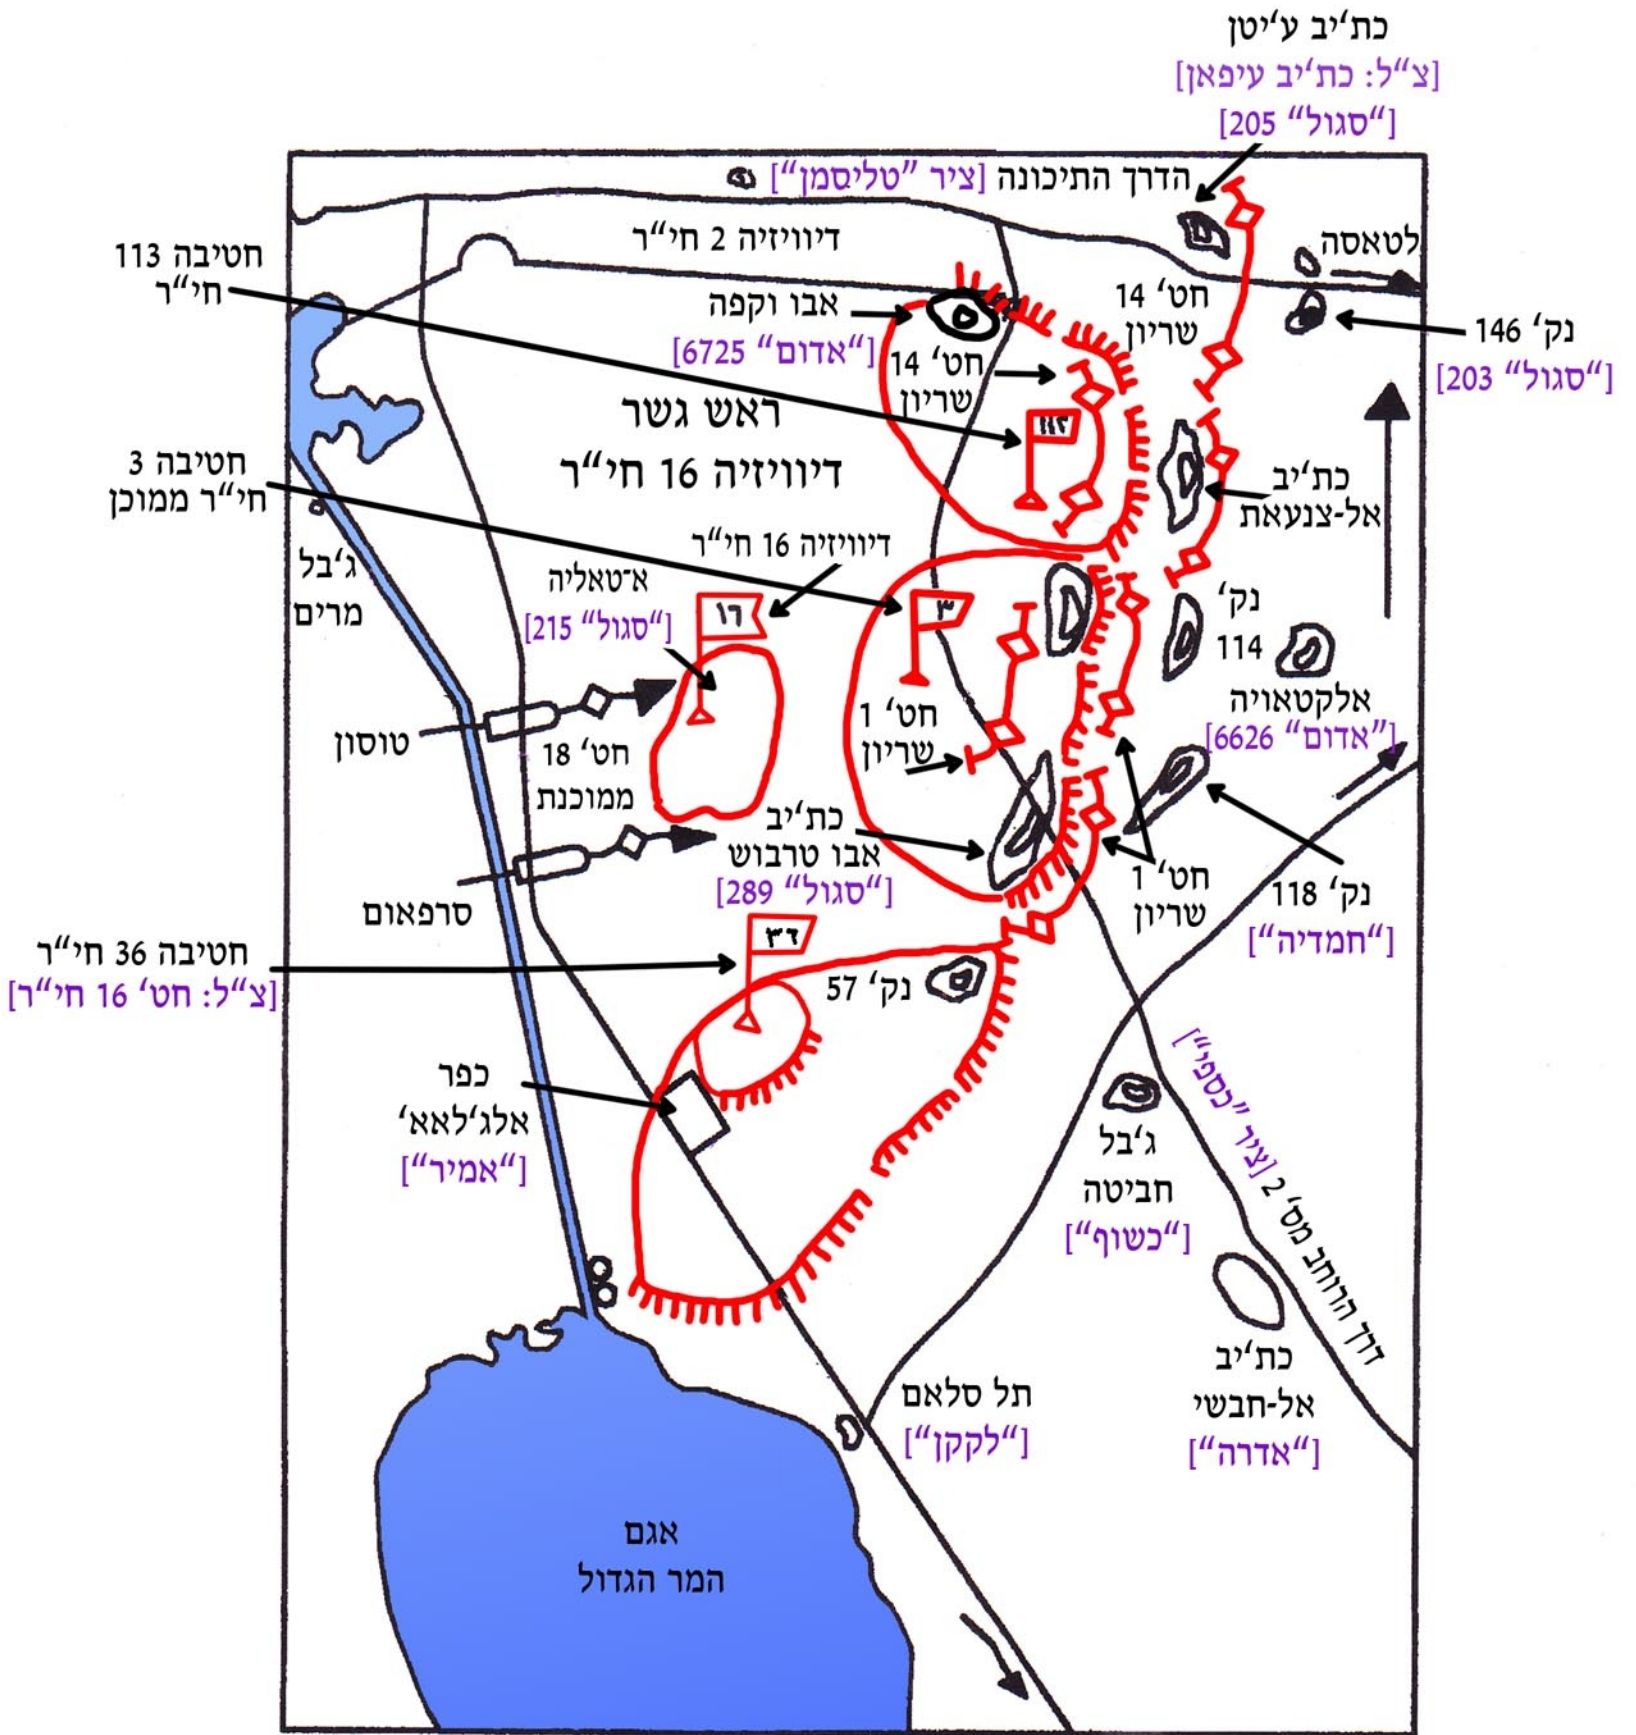 כת'יב ע'יטן
[צ"ל: כת'יב עיפאן]
["סגול" 205]
הדרך התיכונה [ציר "טליסמן"]
דיוויזיה 2 חי"ר
לטאסה
חטיבה 113
חי"ר
אבו וקפה
["אדום" 6725]
חט' 14
שריון
חט' 14
שריון
נק' 146
["סגול" 203]
ראש גשר
דיוויזיה 16 חי"ר
חטיבה 3
חי"ר ממוכן
כת'יב
אל-צנעאת
ג'בל
מרים
דיוויזיה 16 חי"ר
א-טאליה
["סגול" 215]
١٦
٣
נק'
114
אלקטאויה
["אדום" 6626]
טוסון
חט' 18
ממוכנת
חט' 1
שריון
כת'יב
אבו טרבוש
["סגול" 289]
חט' 1
שריון
נק' 118
["חמדיה"]
סרפאום
חטיבה 36 חי"ר
[צ"ל: חט' 16 חי"ר]
נק' 57
כפר
אלג'לאא'
["אמיר"]
ג'בל
חביטה
["כשוף"]
דרך הרוחב מס' 2 [ציר "כספי"]
כת'יב
אל-חבשי
["אדרה"]
תל סלאם
["לקקן"]
אגם
המר הגדול